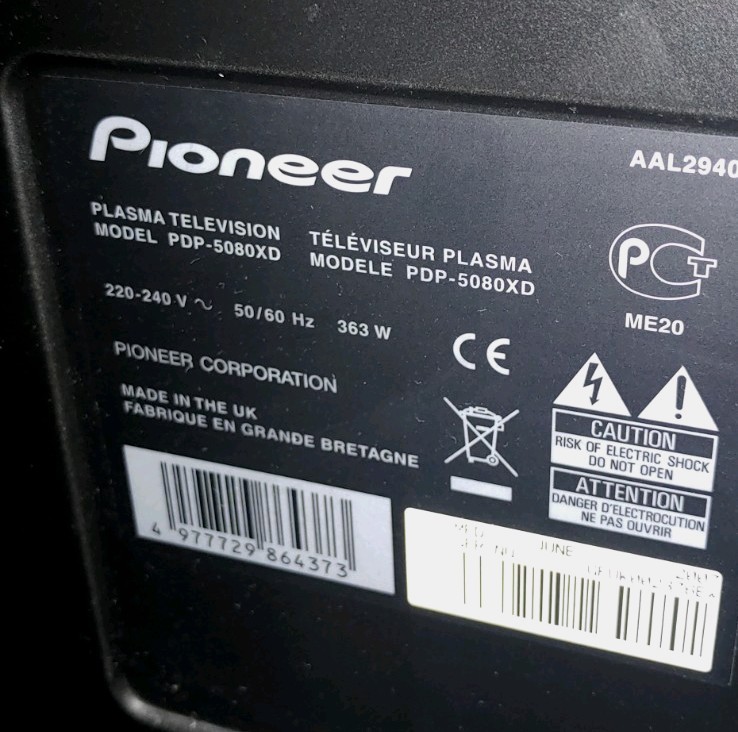 Pioneer
AAL2940
PLASMA TELEVISION
MODEL PDP-5080XD
TÉLÉVISEUR PLASMA
MODELE PDP-5080XD
PCT
ME20
220-240 V ~ 50/60 Hz 363 W
PIONEER CORPORATION
CE
MADE IN THE UK
FABRIQUE EN GRANDE BRETAGNE
CAUTION
RISK OF ELECTRIC SHOCK
DO NOT OPEN
ATTENTION
DANGER D'ELECTROCUTION
NE PAS OUVRIR
4 977729 864373
JUNE